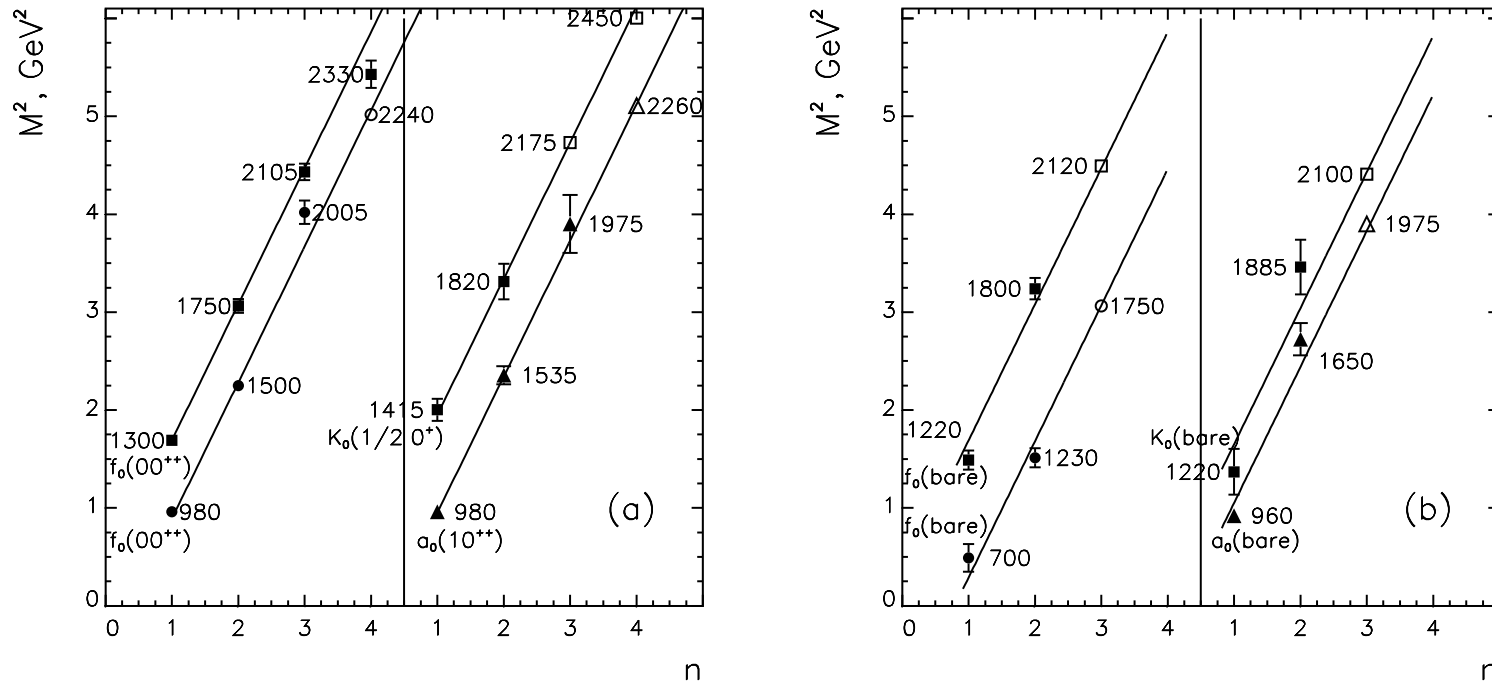 M², GeV²
5
4
3
2
1
0
2330
2240
2105
2005
1750
1500
1300
f₀(00⁺⁺)
980
f₀(00⁺⁺)
2450
2260
2175
1975
1820
1535
1415
K₀(1/2 0⁺)
980
a₀(10⁺⁺)
(a)
0 1 2 3 4 1 2 3 4
n
M², GeV²
5
4
3
2
1
0
2120
1800
1750
1220
f₀(bare)
1230
f₀(bare)
700
2100
1975
1885
1650
K₀(bare)
1220
960
a₀(bare)
(b)
0 1 2 3 4 1 2 3 4
n